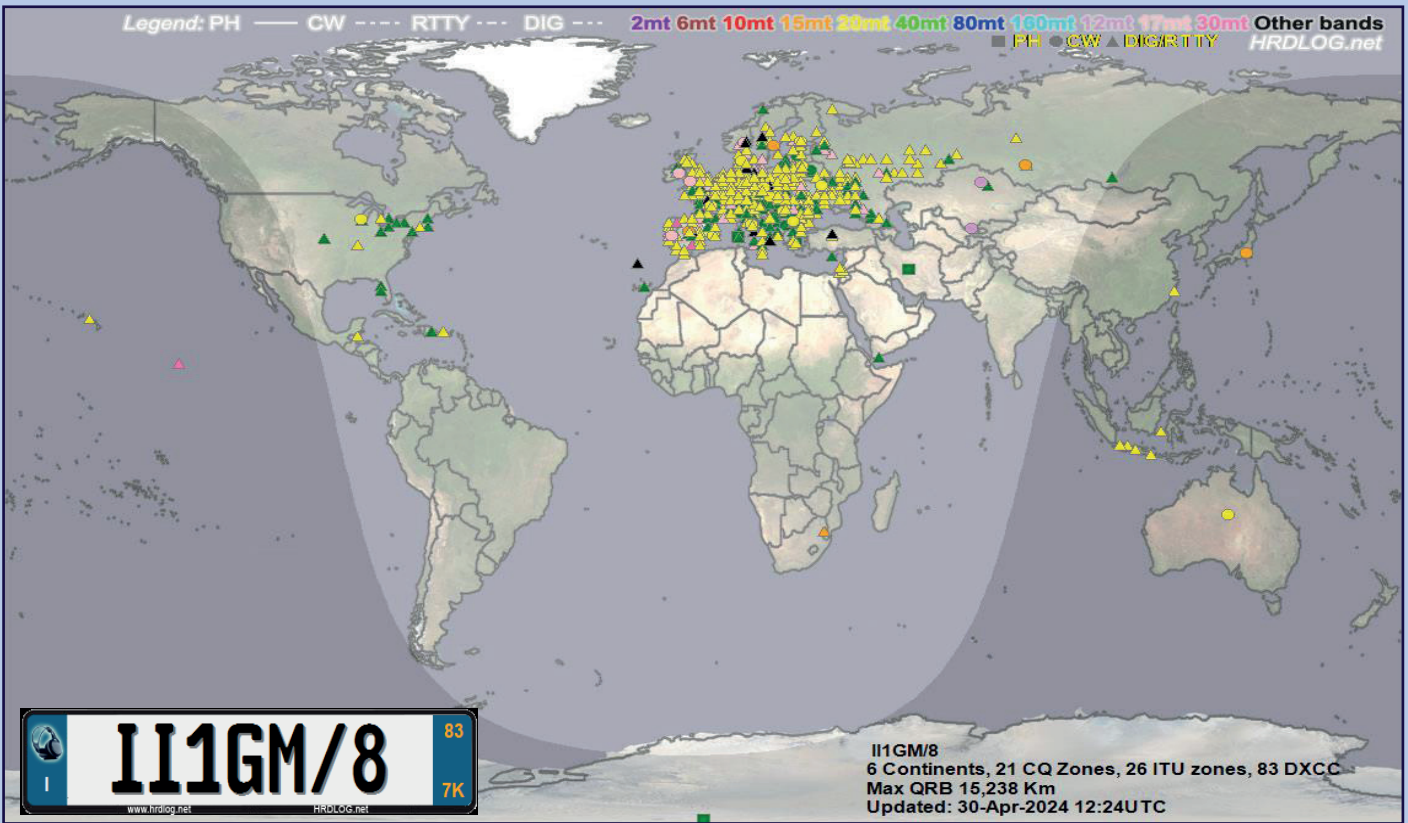 Legend: PH CW RTTY DIG 2mt 6mt 10mt 15mt 20mt 40mt 80mt 160mt 12mt 17mt 30mt Other bands
PH CW DIG/RTTY HRDLOG.net
I
II1GM/8
83
7K
www.hrdlog.net HRDLOG.net
II1GM/8
6 Continents, 21 CQ Zones, 26 ITU zones, 83 DXCC
Max QRB 15,238 Km
Updated: 30-Apr-2024 12:24UTC